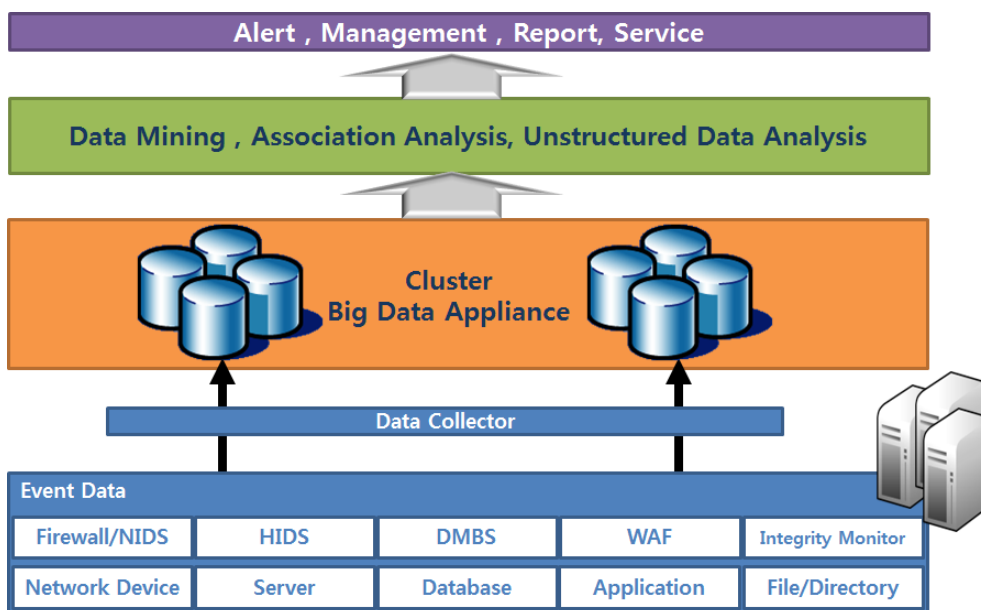 Alert , Management , Report, Service
Data Mining , Association Analysis, Unstructured Data Analysis
Cluster
Big Data Appliance
Data Collector
Event Data
Firewall/NIDS
HIDS
DMBS
WAF
Integrity Monitor
Network Device
Server
Database
Application
File/Directory